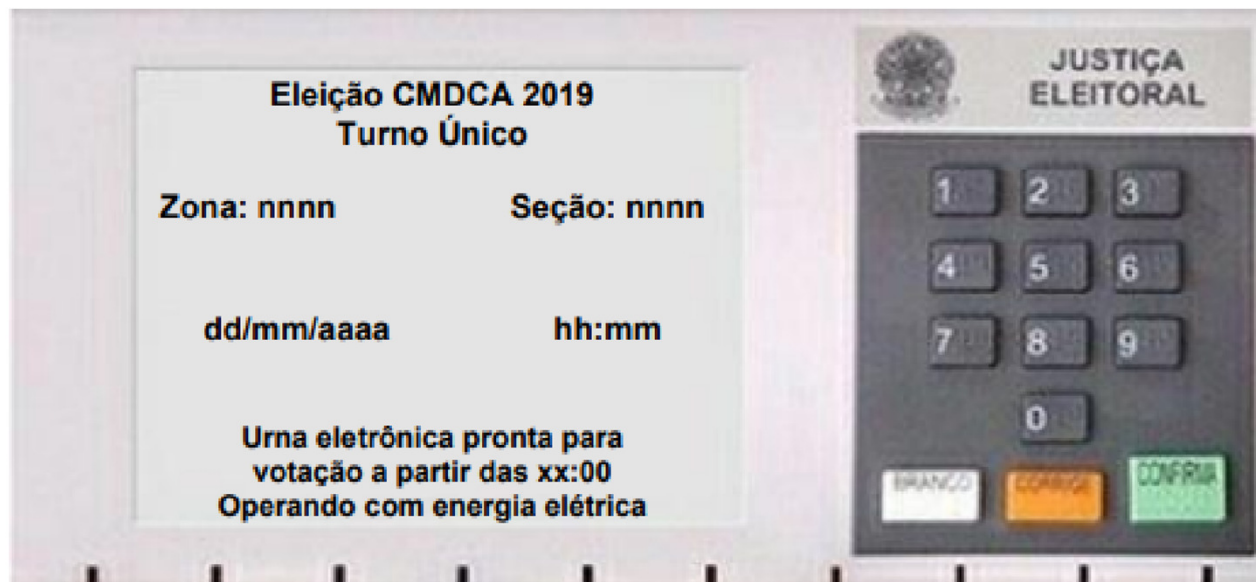 Eleição CMDCA 2019
Turno Único
Zona: nnnn Seção: nnnn
dd/mm/aaaa hh:mm
Urna eletrônica pronta para
votação a partir das xx:00
Operando com energia elétrica
JUSTIÇA
ELEITORAL
1 2 3
4 5 6
7 8 9
0
BRANCO CORRIGE CONFIRMA